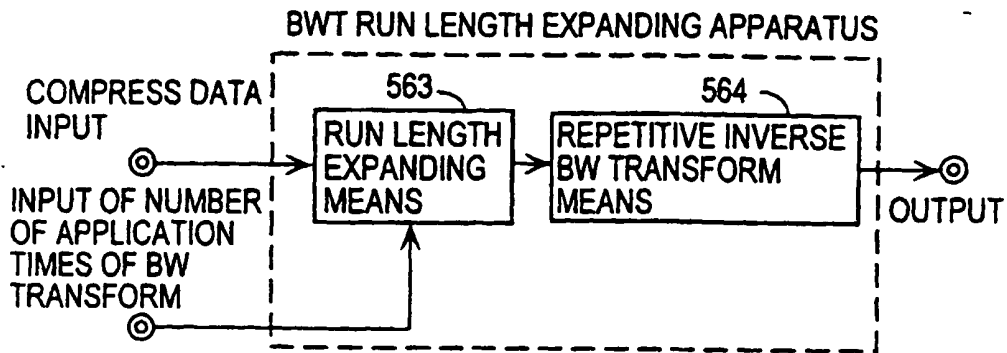 BWT RUN LENGTH EXPANDING APPARATUS
COMPRESS DATA
INPUT
563
564
RUN LENGTH
EXPANDING
MEANS
REPETITIVE INVERSE
BW TRANSFORM
MEANS
OUTPUT
INPUT OF NUMBER
OF APPLICATION
TIMES OF BW
TRANSFORM